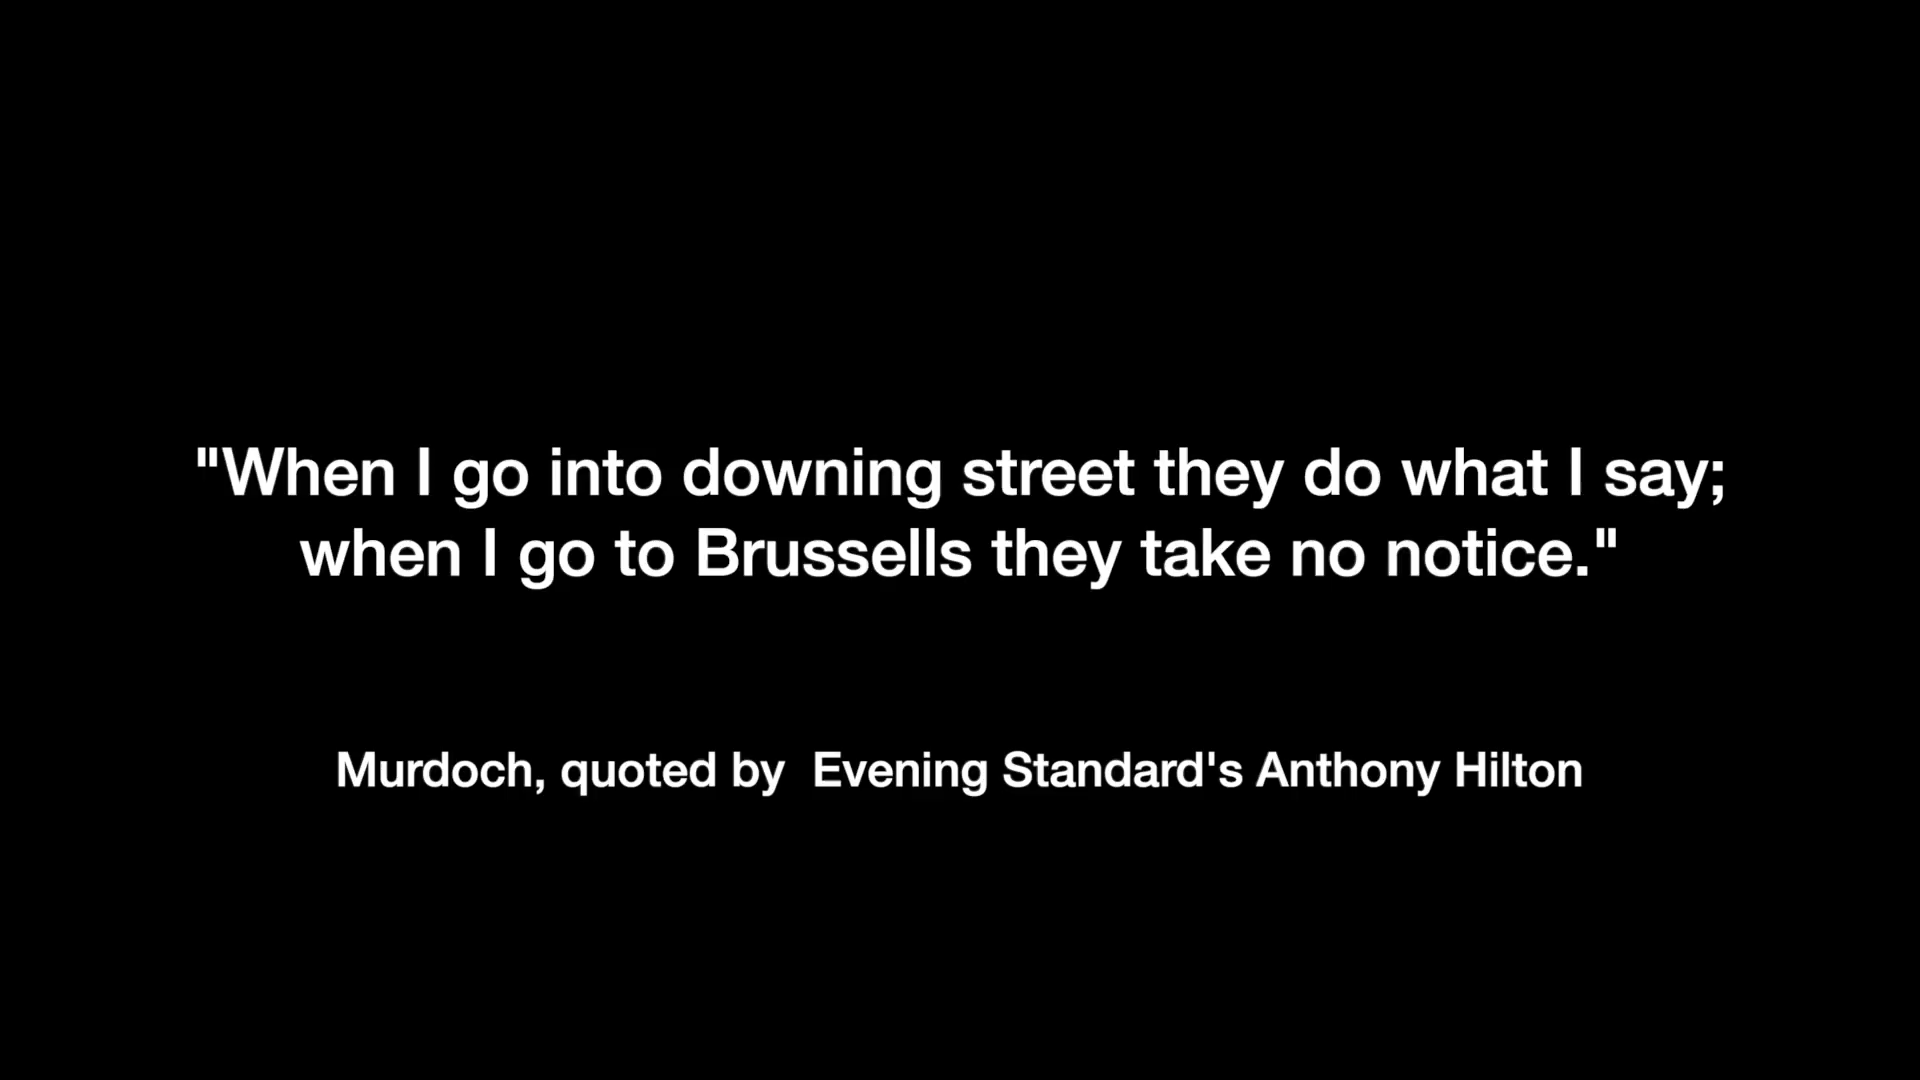 "When I go into downing street they do what I say;
when I go to Brussells they take no notice."
Murdoch, quoted by  Evening Standard's Anthony Hilton